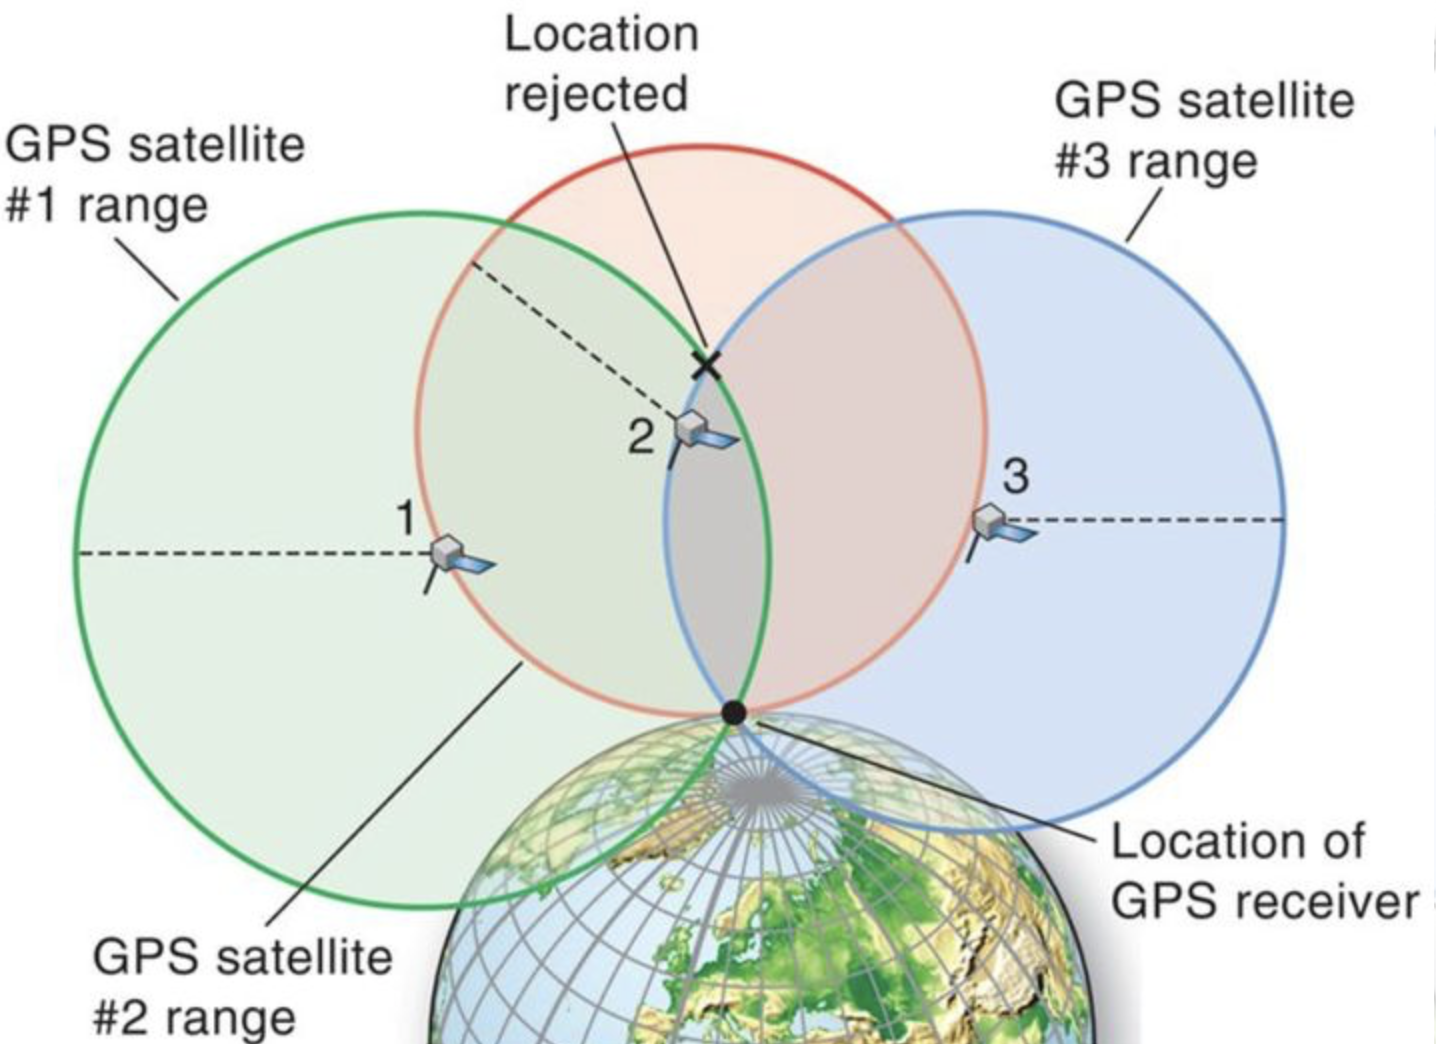 Location
rejected
GPS satellite
#1 range
GPS satellite
#3 range
2
3
1
Location of
GPS receiver
GPS satellite
#2 range